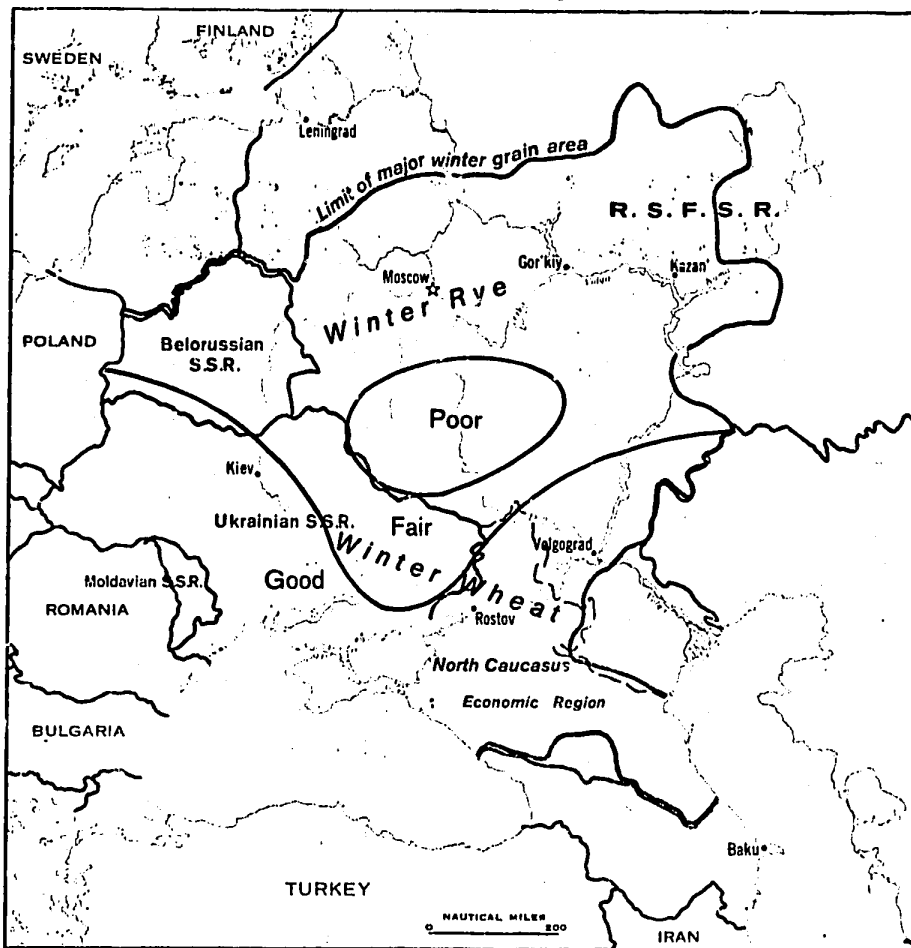 FINLAND
SWEDEN
Leningrad
Limit of major winter grain area
R. S. F. S. R.
Gor'kiy
Kazan'
Moscow
Winter Rye
POLAND
Belorussian
S.S.R.
Poor
Kiev
Ukrainian S.S.R.
Fair
Volgograd
Winter Wheat
Good
Moldavian S.S.R.
ROMANIA
Rostov
North Caucasus
Economic Region
BULGARIA
Baku
TURKEY
NAUTICAL MILES
0 200
IRAN